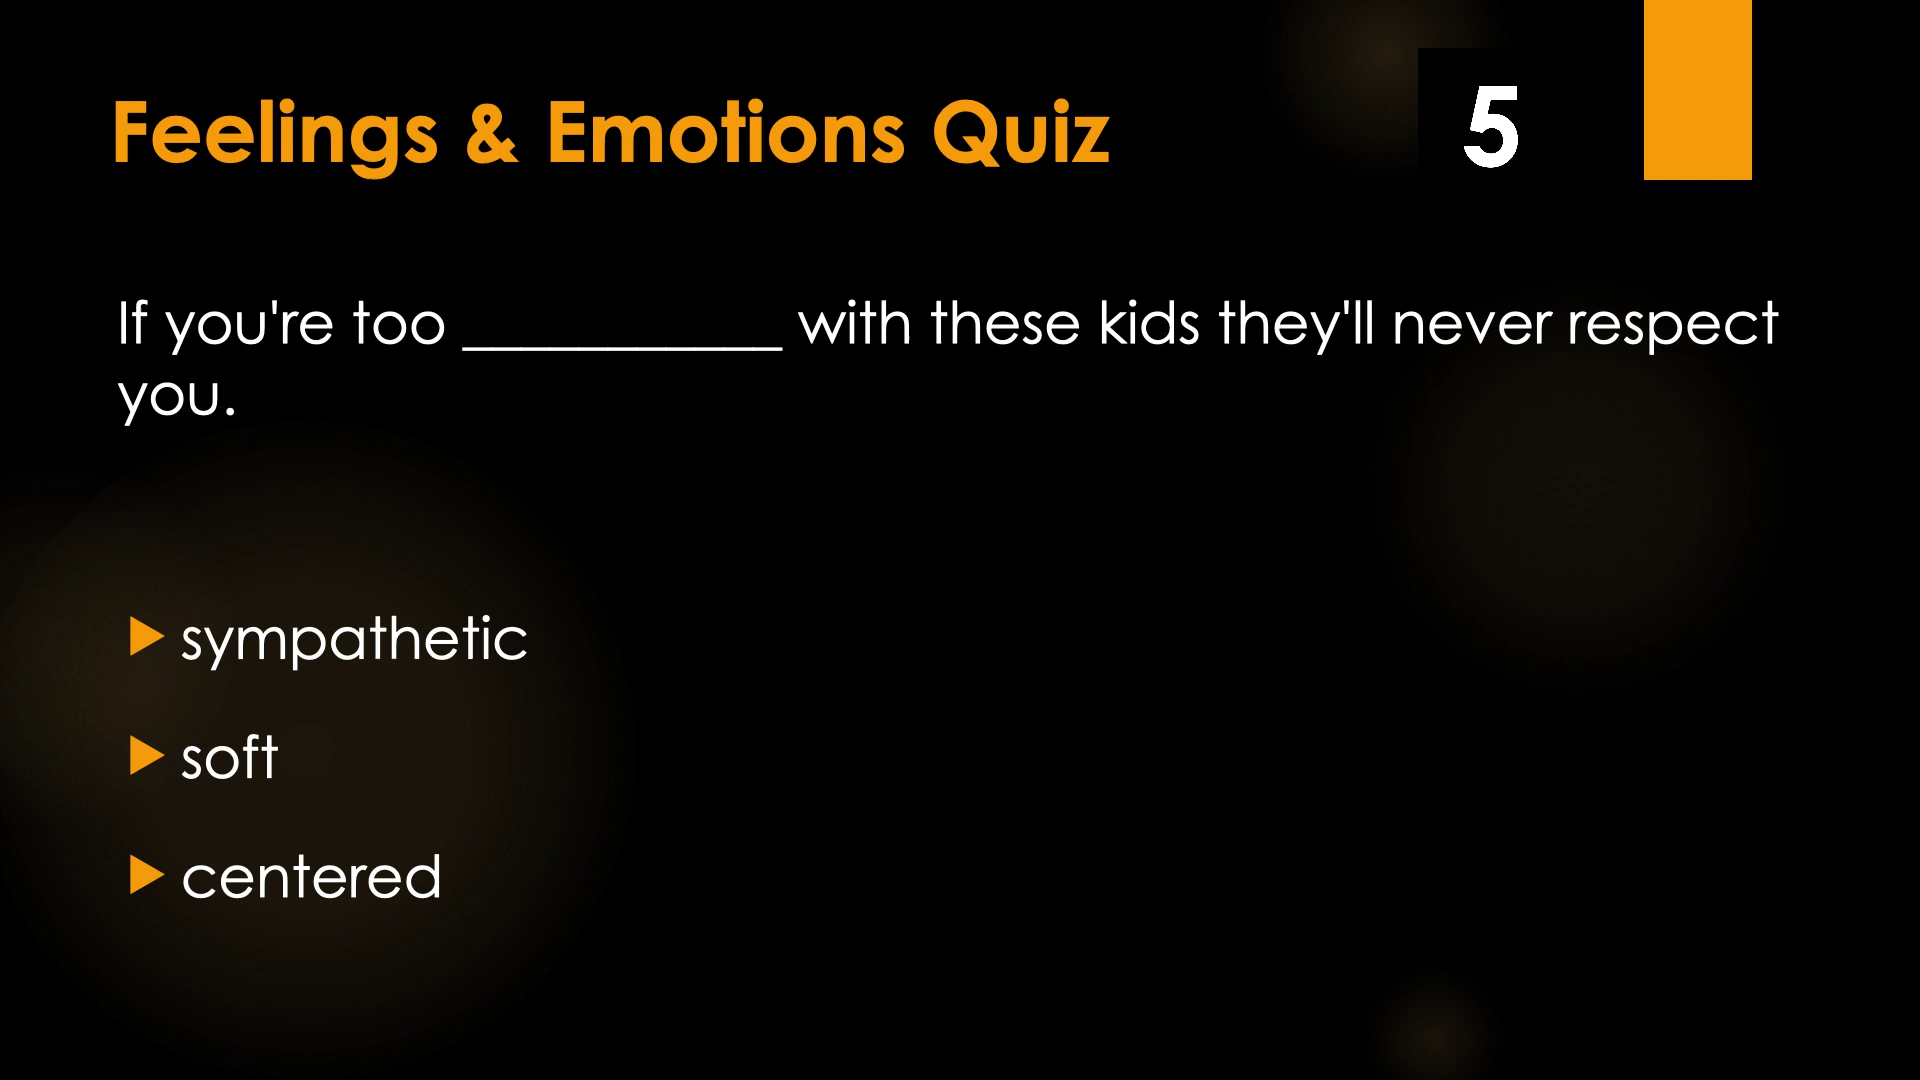 Feelings & Emotions Quiz
5
If you're too ___________ with these kids they'll never respect
you.
sympathetic
soft
centered